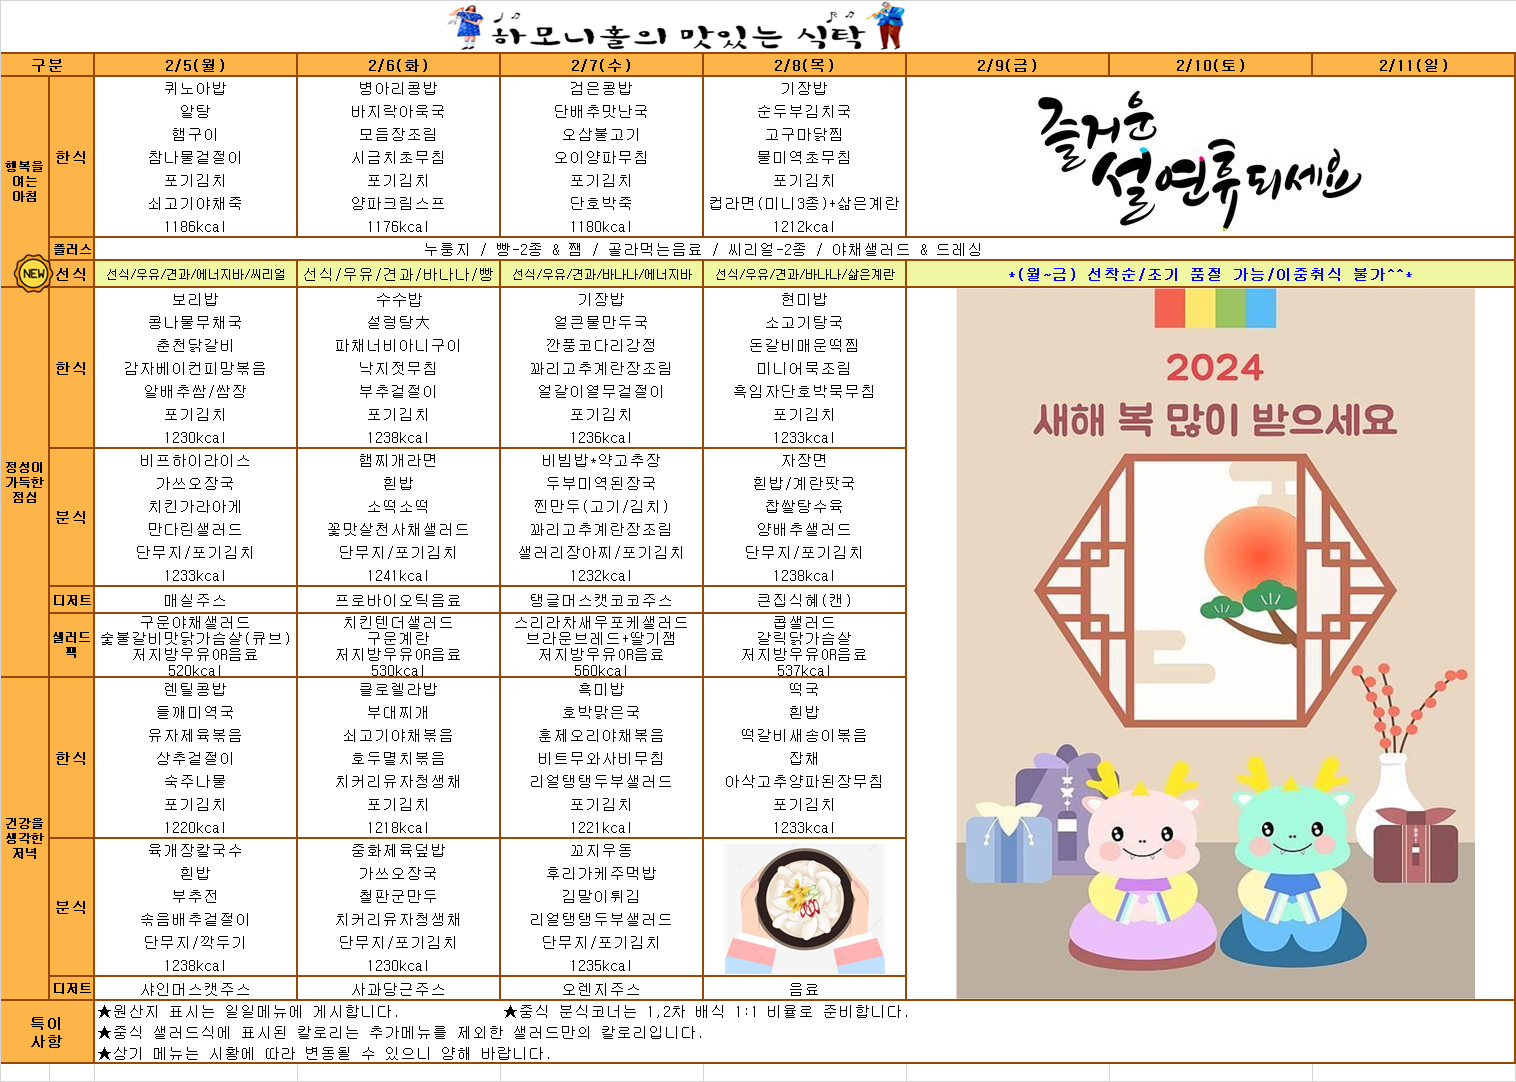 하모니홀의 맛있는 식탁
구분 2/5(월) 2/6(화) 2/7(수) 2/8(목) 2/9(금) 2/10(토) 2/11(일)
행복을
여는
아침
한식
퀴노아밥 병아리콩밥 검은콩밥 기장밥
알탕 바지락아욱국 단배추맛난국 순두부김치국
햄구이 모듬장조림 오삼불고기 고구마닭찜
참나물겉절이 시금치초무침 오이양파무침 물미역초무침
포기김치 포기김치 포기김치 포기김치
쇠고기야채죽 양파크림스프 단호박죽 컵라면(미니3종)+삶은계란
1186kcal 1176kcal 1180kcal 1212kcal
즐거운
설 연휴 되세요
플러스 누룽지 / 빵-2종 & 쨈 / 골라먹는음료 / 씨리얼-2종 / 야채샐러드 & 드레싱
NEW 선식 선식/우유/견과/에너지바/씨리얼 선식/우유/견과/바나나/빵 선식/우유/견과/바나나/에너지바 선식/우유/견과/바나나/삶은계란 *(월~금) 선착순/조기 품절 가능/이중취식 불가^^*
정성이
가득한
점심
한식
보리밥 수수밥 기장밥 현미밥
콩나물무채국 설렁탕大 얼큰물만두국 소고기탕국
춘천닭갈비 파채너비아니구이 깐풍코다리강정 돈갈비매운떡찜
감자베이컨피망볶음 낙지젓무침 꽈리고추계란장조림 미니어묵조림
알배추쌈/쌈장 부추겉절이 얼갈이열무겉절이 흑임자단호박묵무침
포기김치 포기김치 포기김치 포기김치
1230kcal 1238kcal 1236kcal 1233kcal
분식
비프하이라이스 햄찌개라면 비빔밥*약고추장 자장면
가쓰오장국 흰밥 두부미역된장국 흰밥/계란팟국
치킨가라아게 소떡소떡 찐만두(고기/김치) 찹쌀탕수육
만다린샐러드 꽃맛살천사채샐러드 꽈리고추계란장조림 양배추샐러드
단무지/포기김치 단무지/포기김치 샐러리장아찌/포기김치 단무지/포기김치
1233kcal 1241kcal 1232kcal 1238kcal
디저트 매실주스 프로바이오틱음료 탱글머스캣코코주스 큰집식혜(캔)
샐러드
팩
구운야채샐러드 치킨텐더샐러드 스리라차새우포케샐러드 콥샐러드
숯불갈비맛닭가슴살(큐브) 구운계란 브라운브레드+딸기잼 갈릭닭가슴살
저지방우유OR음료 저지방우유OR음료 저지방우유OR음료 저지방우유OR음료
520kcal 530kcal 560kcal 537kcal
건강을
생각한
저녁
한식
렌틸콩밥 클로렐라밥 흑미밥 떡국
들깨미역국 부대찌개 호박맑은국 흰밥
유자제육볶음 쇠고기야채볶음 훈제오리야채볶음 떡갈비새송이볶음
상추겉절이 호두멸치볶음 비트무와사비무침 잡채
숙주나물 치커리유자청생채 리얼탱탱두부샐러드 아삭고추양파된장무침
포기김치 포기김치 포기김치 포기김치
1220kcal 1218kcal 1221kcal 1233kcal
분식
육개장칼국수 중화제육덮밥 꼬지우동
흰밥 가쓰오장국 후리가케주먹밥
부추전 철판군만두 김말이튀김
솎음배추겉절이 치커리유자청생채 리얼탱탱두부샐러드
단무지/깍두기 단무지/포기김치 단무지/포기김치
1238kcal 1230kcal 1235kcal
디저트 샤인머스캣주스 사과당근주스 오렌지주스 음료
2024
새해 복 많이 받으세요
특이
사항
★원산지 표시는 일일메뉴에 게시합니다. ★중식 분식코너는 1,2차 배식 1:1 비율로 준비합니다.
★중식 샐러드식에 표시된 칼로리는 추가메뉴를 제외한 샐러드만의 칼로리입니다.
★상기 메뉴는 시황에 따라 변동될 수 있으니 양해 바랍니다.